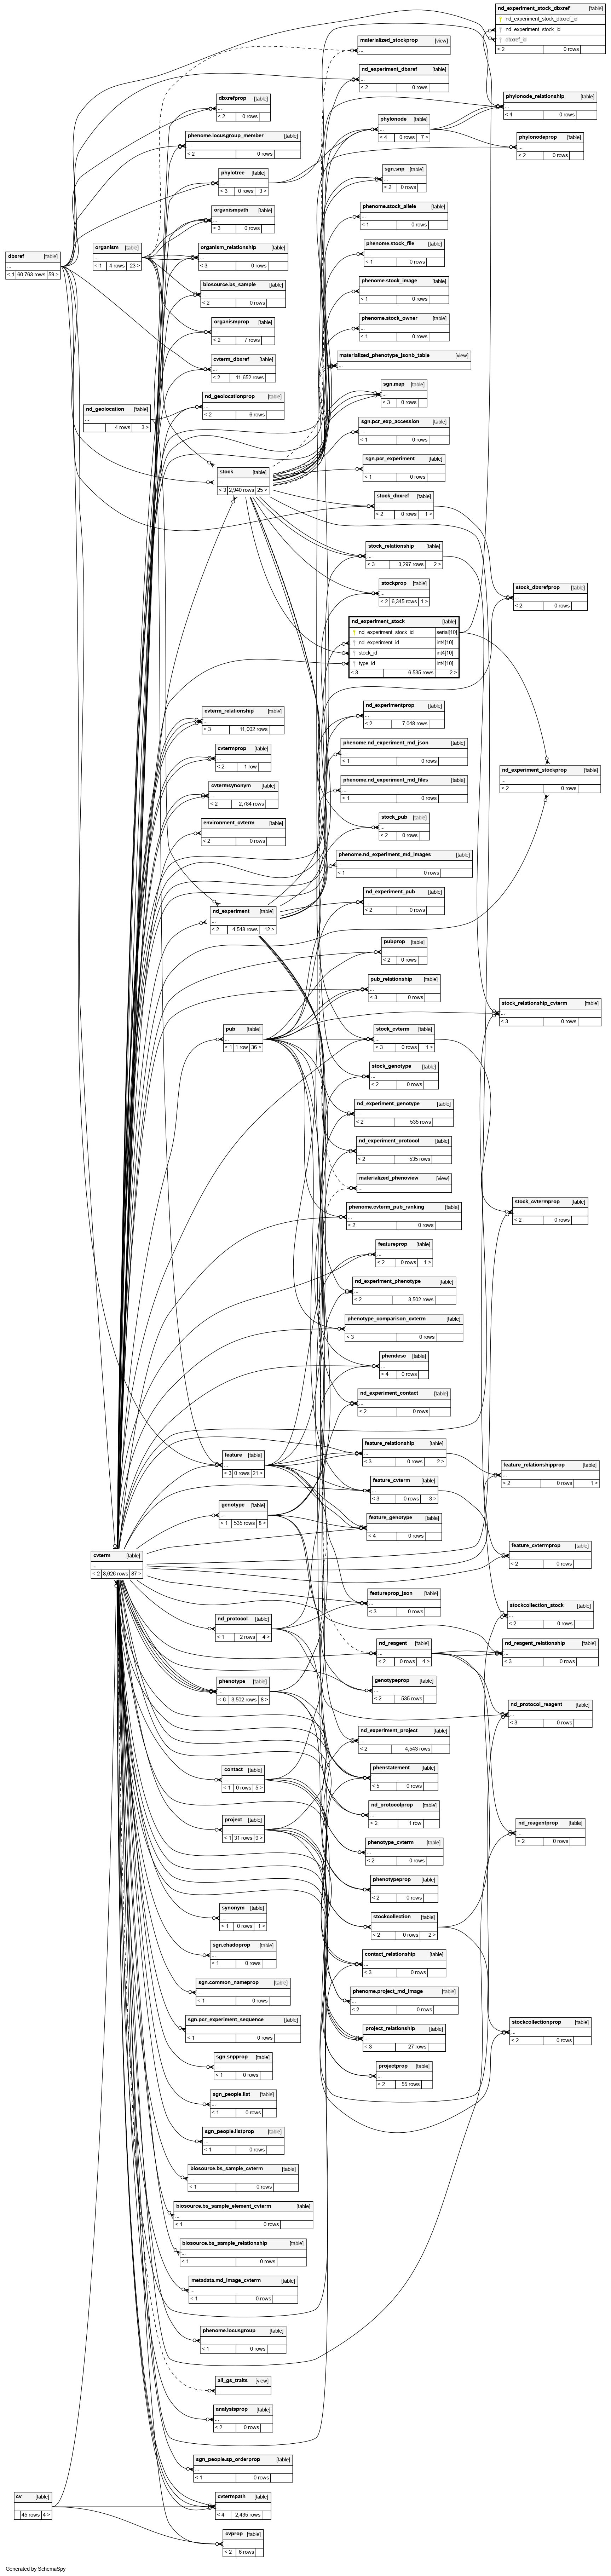 dbxref [table]
...
< 1 60,763 rows 59 >
cv [table]
...
45 rows 4 >
organism [table]
...
< 1 4 rows 23 >
nd_geolocation [table]
...
4 rows 3 >
cvterm [table]
...
< 2 8,626 rows 87 >
dbxrefprop [table]
...
< 2 0 rows
phenome.locusgroup_member [table]
...
< 2 0 rows
phylotree [table]
...
< 3 0 rows 3 >
organismpath [table]
...
< 3 0 rows
organism_relationship [table]
...
< 3 0 rows
biosource.bs_sample [table]
...
< 2 0 rows
organismprop [table]
...
< 2 7 rows
cvterm_dbxref [table]
...
< 2 11,652 rows
nd_geolocationprop [table]
...
< 2 6 rows
stock [table]
...
< 3 2,940 rows 25 >
cvterm_relationship [table]
...
< 3 11,002 rows
cvtermprop [table]
...
< 2 1 row
cvtermsynonym [table]
...
< 2 2,784 rows
environment_cvterm [table]
...
< 2 0 rows
nd_experiment [table]
...
< 2 4,548 rows 12 >
pub [table]
...
< 1 1 row 36 >
feature [table]
...
< 3 0 rows 21 >
genotype [table]
...
< 1 535 rows 8 >
nd_protocol [table]
...
< 1 2 rows 4 >
phenotype [table]
...
< 6 3,502 rows 8 >
contact [table]
...
< 1 0 rows 5 >
project [table]
...
< 1 31 rows 9 >
synonym [table]
...
< 1 0 rows 1 >
sgn.chadoprop [table]
...
< 1 0 rows
sgn.common_nameprop [table]
...
< 1 0 rows
sgn.pcr_experiment_sequence [table]
...
< 1 0 rows
sgn.snpprop [table]
...
< 1 0 rows
sgn_people.list [table]
...
< 1 0 rows
sgn_people.listprop [table]
...
< 1 0 rows
biosource.bs_sample_cvterm [table]
...
< 1 0 rows
biosource.bs_sample_element_cvterm [table]
...
< 1 0 rows
biosource.bs_sample_relationship [table]
...
< 1 0 rows
metadata.md_image_cvterm [table]
...
< 1 0 rows
phenome.locusgroup [table]
...
< 1 0 rows
all_gs_traits [view]
...
analysisprop [table]
...
< 2 0 rows
sgn_people.sp_orderprop [table]
...
< 1 0 rows
cvtermpath [table]
...
< 4 2,435 rows
cvprop [table]
...
< 2 6 rows
materialized_stockprop [view]
...
nd_experiment_dbxref [table]
...
< 2 0 rows
phylonode [table]
...
< 4 0 rows 7 >
sgn.snp [table]
...
< 2 0 rows
phenome.stock_allele [table]
...
< 1 0 rows
phenome.stock_file [table]
...
< 1 0 rows
phenome.stock_image [table]
...
< 1 0 rows
phenome.stock_owner [table]
...
< 1 0 rows
materialized_phenotype_jsonb_table [view]
...
sgn.map [table]
...
< 3 0 rows
sgn.pcr_exp_accession [table]
...
< 1 0 rows
sgn.pcr_experiment [table]
...
< 1 0 rows
stock_dbxref [table]
...
< 2 0 rows 1 >
stock_relationship [table]
...
< 3 3,297 rows 2 >
stockprop [table]
...
< 2 6,345 rows 1 >
nd_experiment_stock [table]
nd_experiment_stock_id serial[10]
nd_experiment_id int4[10]
stock_id int4[10]
type_id int4[10]
< 3 6,535 rows 2 >
nd_experimentprop [table]
...
< 2 7,048 rows
phenome.nd_experiment_md_json [table]
...
< 1 0 rows
phenome.nd_experiment_md_files [table]
...
< 1 0 rows
stock_pub [table]
...
< 2 0 rows
phenome.nd_experiment_md_images [table]
...
< 1 0 rows
nd_experiment_pub [table]
...
< 2 0 rows
pubprop [table]
...
< 2 0 rows
pub_relationship [table]
...
< 3 0 rows
stock_cvterm [table]
...
< 3 0 rows 1 >
stock_genotype [table]
...
< 2 0 rows
nd_experiment_genotype [table]
...
< 2 535 rows
nd_experiment_protocol [table]
...
< 2 535 rows
materialized_phenoview [view]
...
phenome.cvterm_pub_ranking [table]
...
< 2 0 rows
featureprop [table]
...
< 2 0 rows 1 >
nd_experiment_phenotype [table]
...
< 2 3,502 rows
phenotype_comparison_cvterm [table]
...
< 3 0 rows
phendesc [table]
...
< 4 0 rows
nd_experiment_contact [table]
...
< 2 0 rows
feature_relationship [table]
...
< 3 0 rows 2 >
feature_cvterm [table]
...
< 3 0 rows 3 >
feature_genotype [table]
...
< 4 0 rows
featureprop_json [table]
...
< 3 0 rows
nd_reagent [table]
...
< 2 0 rows 4 >
genotypeprop [table]
...
< 2 535 rows
nd_experiment_project [table]
...
< 2 4,543 rows
phenstatement [table]
...
< 5 0 rows
nd_protocolprop [table]
...
< 2 1 row
phenotype_cvterm [table]
...
< 2 0 rows
phenotypeprop [table]
...
< 2 0 rows
stockcollection [table]
...
< 2 0 rows 2 >
contact_relationship [table]
...
< 3 0 rows
phenome.project_md_image [table]
...
< 2 0 rows
project_relationship [table]
...
< 3 27 rows
projectprop [table]
...
< 2 55 rows
nd_experiment_stock_dbxref [table]
nd_experiment_stock_dbxref_id
nd_experiment_stock_id
dbxref_id
< 2 0 rows
phylonode_relationship [table]
...
< 4 0 rows
phylonodeprop [table]
...
< 2 0 rows
stock_dbxrefprop [table]
...
< 2 0 rows
nd_experiment_stockprop [table]
...
< 2 0 rows
stock_relationship_cvterm [table]
...
< 3 0 rows
stock_cvtermprop [table]
...
< 2 0 rows
feature_relationshipprop [table]
...
< 2 0 rows 1 >
feature_cvtermprop [table]
...
< 2 0 rows
stockcollection_stock [table]
...
< 2 0 rows
nd_reagent_relationship [table]
...
< 3 0 rows
nd_protocol_reagent [table]
...
< 3 0 rows
nd_reagentprop [table]
...
< 2 0 rows
stockcollectionprop [table]
...
< 2 0 rows
Generated by SchemaSpy